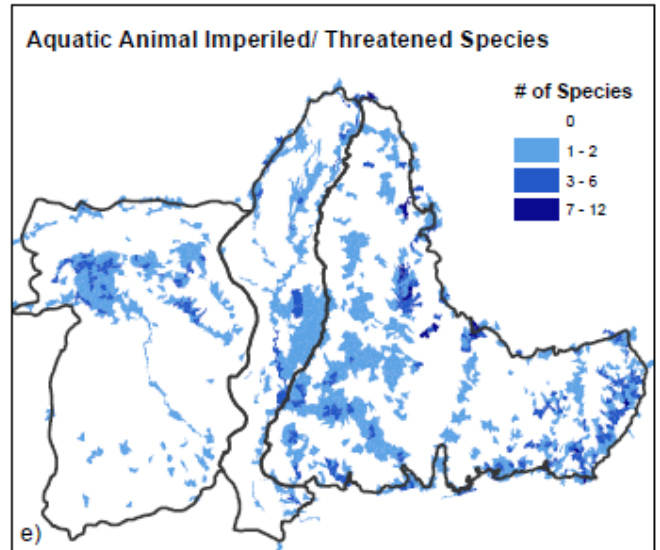 Aquatic Animal Imperiled/ Threatened Species
# of Species
0
1 - 2
3 - 6
7 - 12
e)